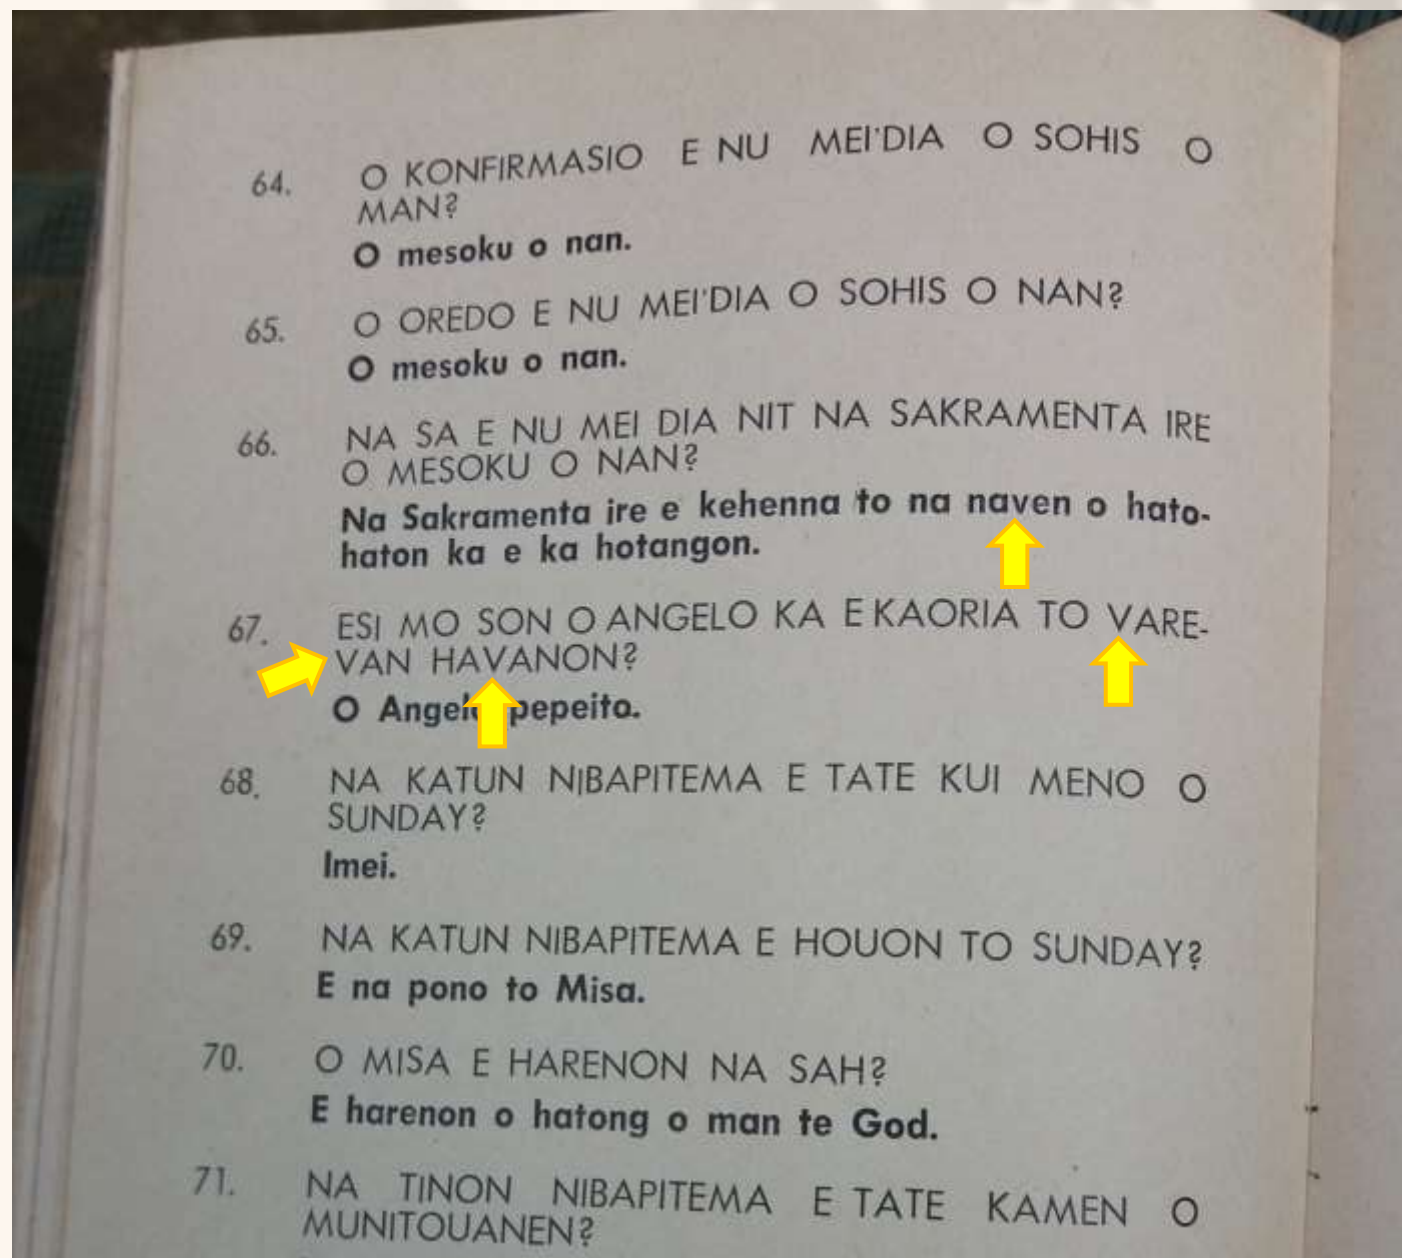 64. O KONFIRMASIO E NU MEI'DIA O SOHIS O
MAN?
O mesoku o nan.
65. O OREDO E NU MEI'DIA O SOHIS O NAN?
O mesoku o nan.
66. NA SA E NU MEI DIA NIT NA SAKRAMENTA IRE
O MESOKU O NAN?
Na Sakramenta ire e kehenna to na naven o hato-
haton ka e ka hotangon.
67. ESI MO SON O ANGELO KA E KAORIA TO VARE-
VAN HAVANON?
O Angelo pepeito.
68. NA KATUN NIBAPITEMA E TATE KUI MENO O
SUNDAY?
Imei.
69. NA KATUN NIBAPITEMA E HOUON TO SUNDAY?
E na pono to Misa.
70. O MISA E HARENON NA SAH?
E harenon o hatong o man te God.
71. NA TINON NIBAPITEMA E TATE KAMEN O
MUNITOUANEN?